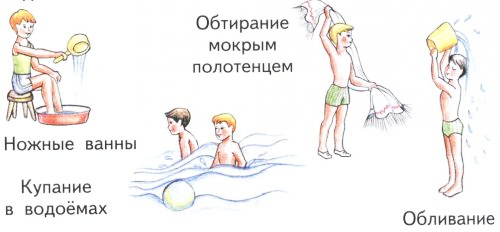 Обтирание
мокрым
полотенцем
Ножные ванны
Купание
в водоёмах
Обливание